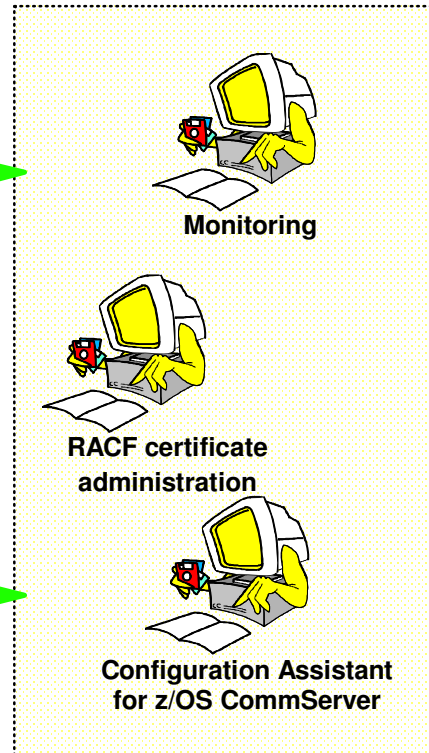 Monitoring
RACF certificate
administration
Configuration Assistant
for z/OS CommServer